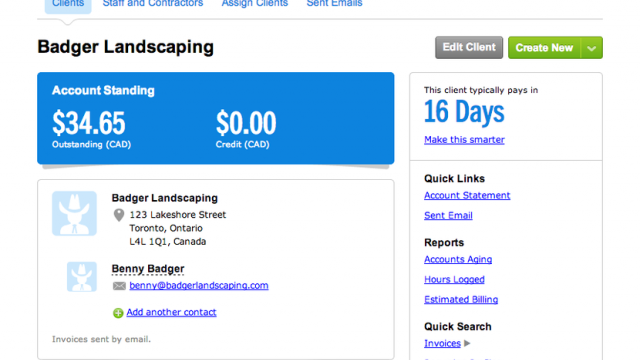 Clients Staff and Contractors Assign Clients Sent Emails
Badger Landscaping
Edit Client
Create New
Account Standing
$34.65
Outstanding (CAD)
$0.00
Credit (CAD)
This client typically pays in
16 Days
Make this smarter
Badger Landscaping
123 Lakeshore Street
Toronto, Ontario
L4L 1Q1, Canada
Benny Badger
benny@badgerlandscaping.com
Add another contact
Invoices sent by email.
Quick Links
Account Statement
Sent Email
Reports
Accounts Aging
Hours Logged
Estimated Billing
Quick Search
Invoices